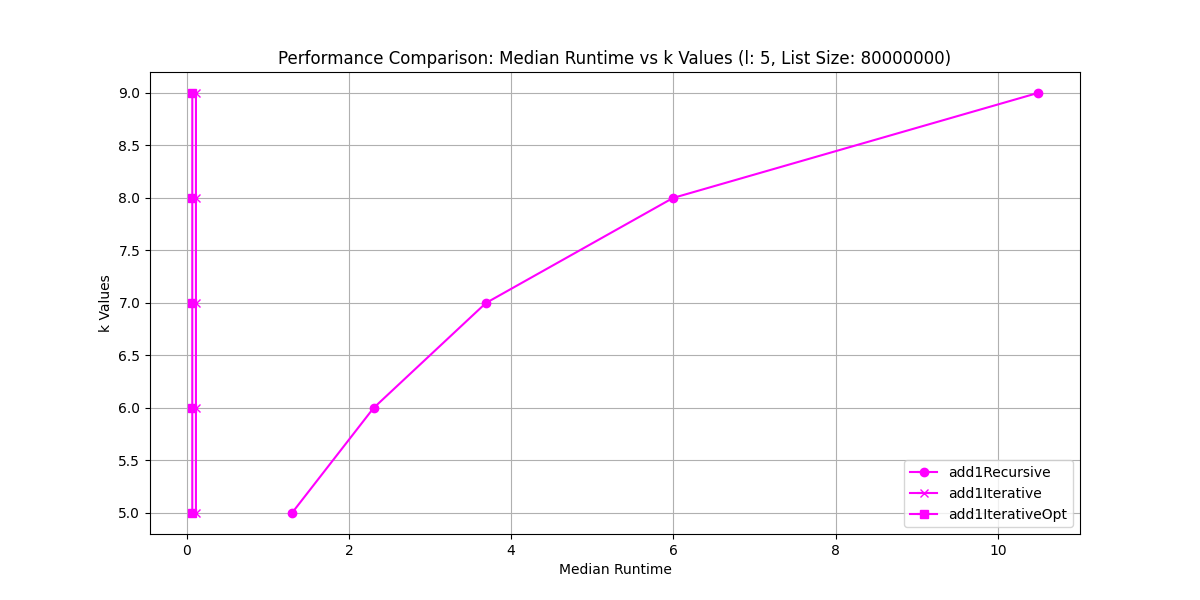 Performance Comparison: Median Runtime vs k Values (l: 5, List Size: 80000000)
k Values
9.0
8.5
8.0
7.5
7.0
6.5
6.0
5.5
5.0
add1Recursive
add1Iterative
add1IterativeOpt
0 2 4 6 8 10
Median Runtime